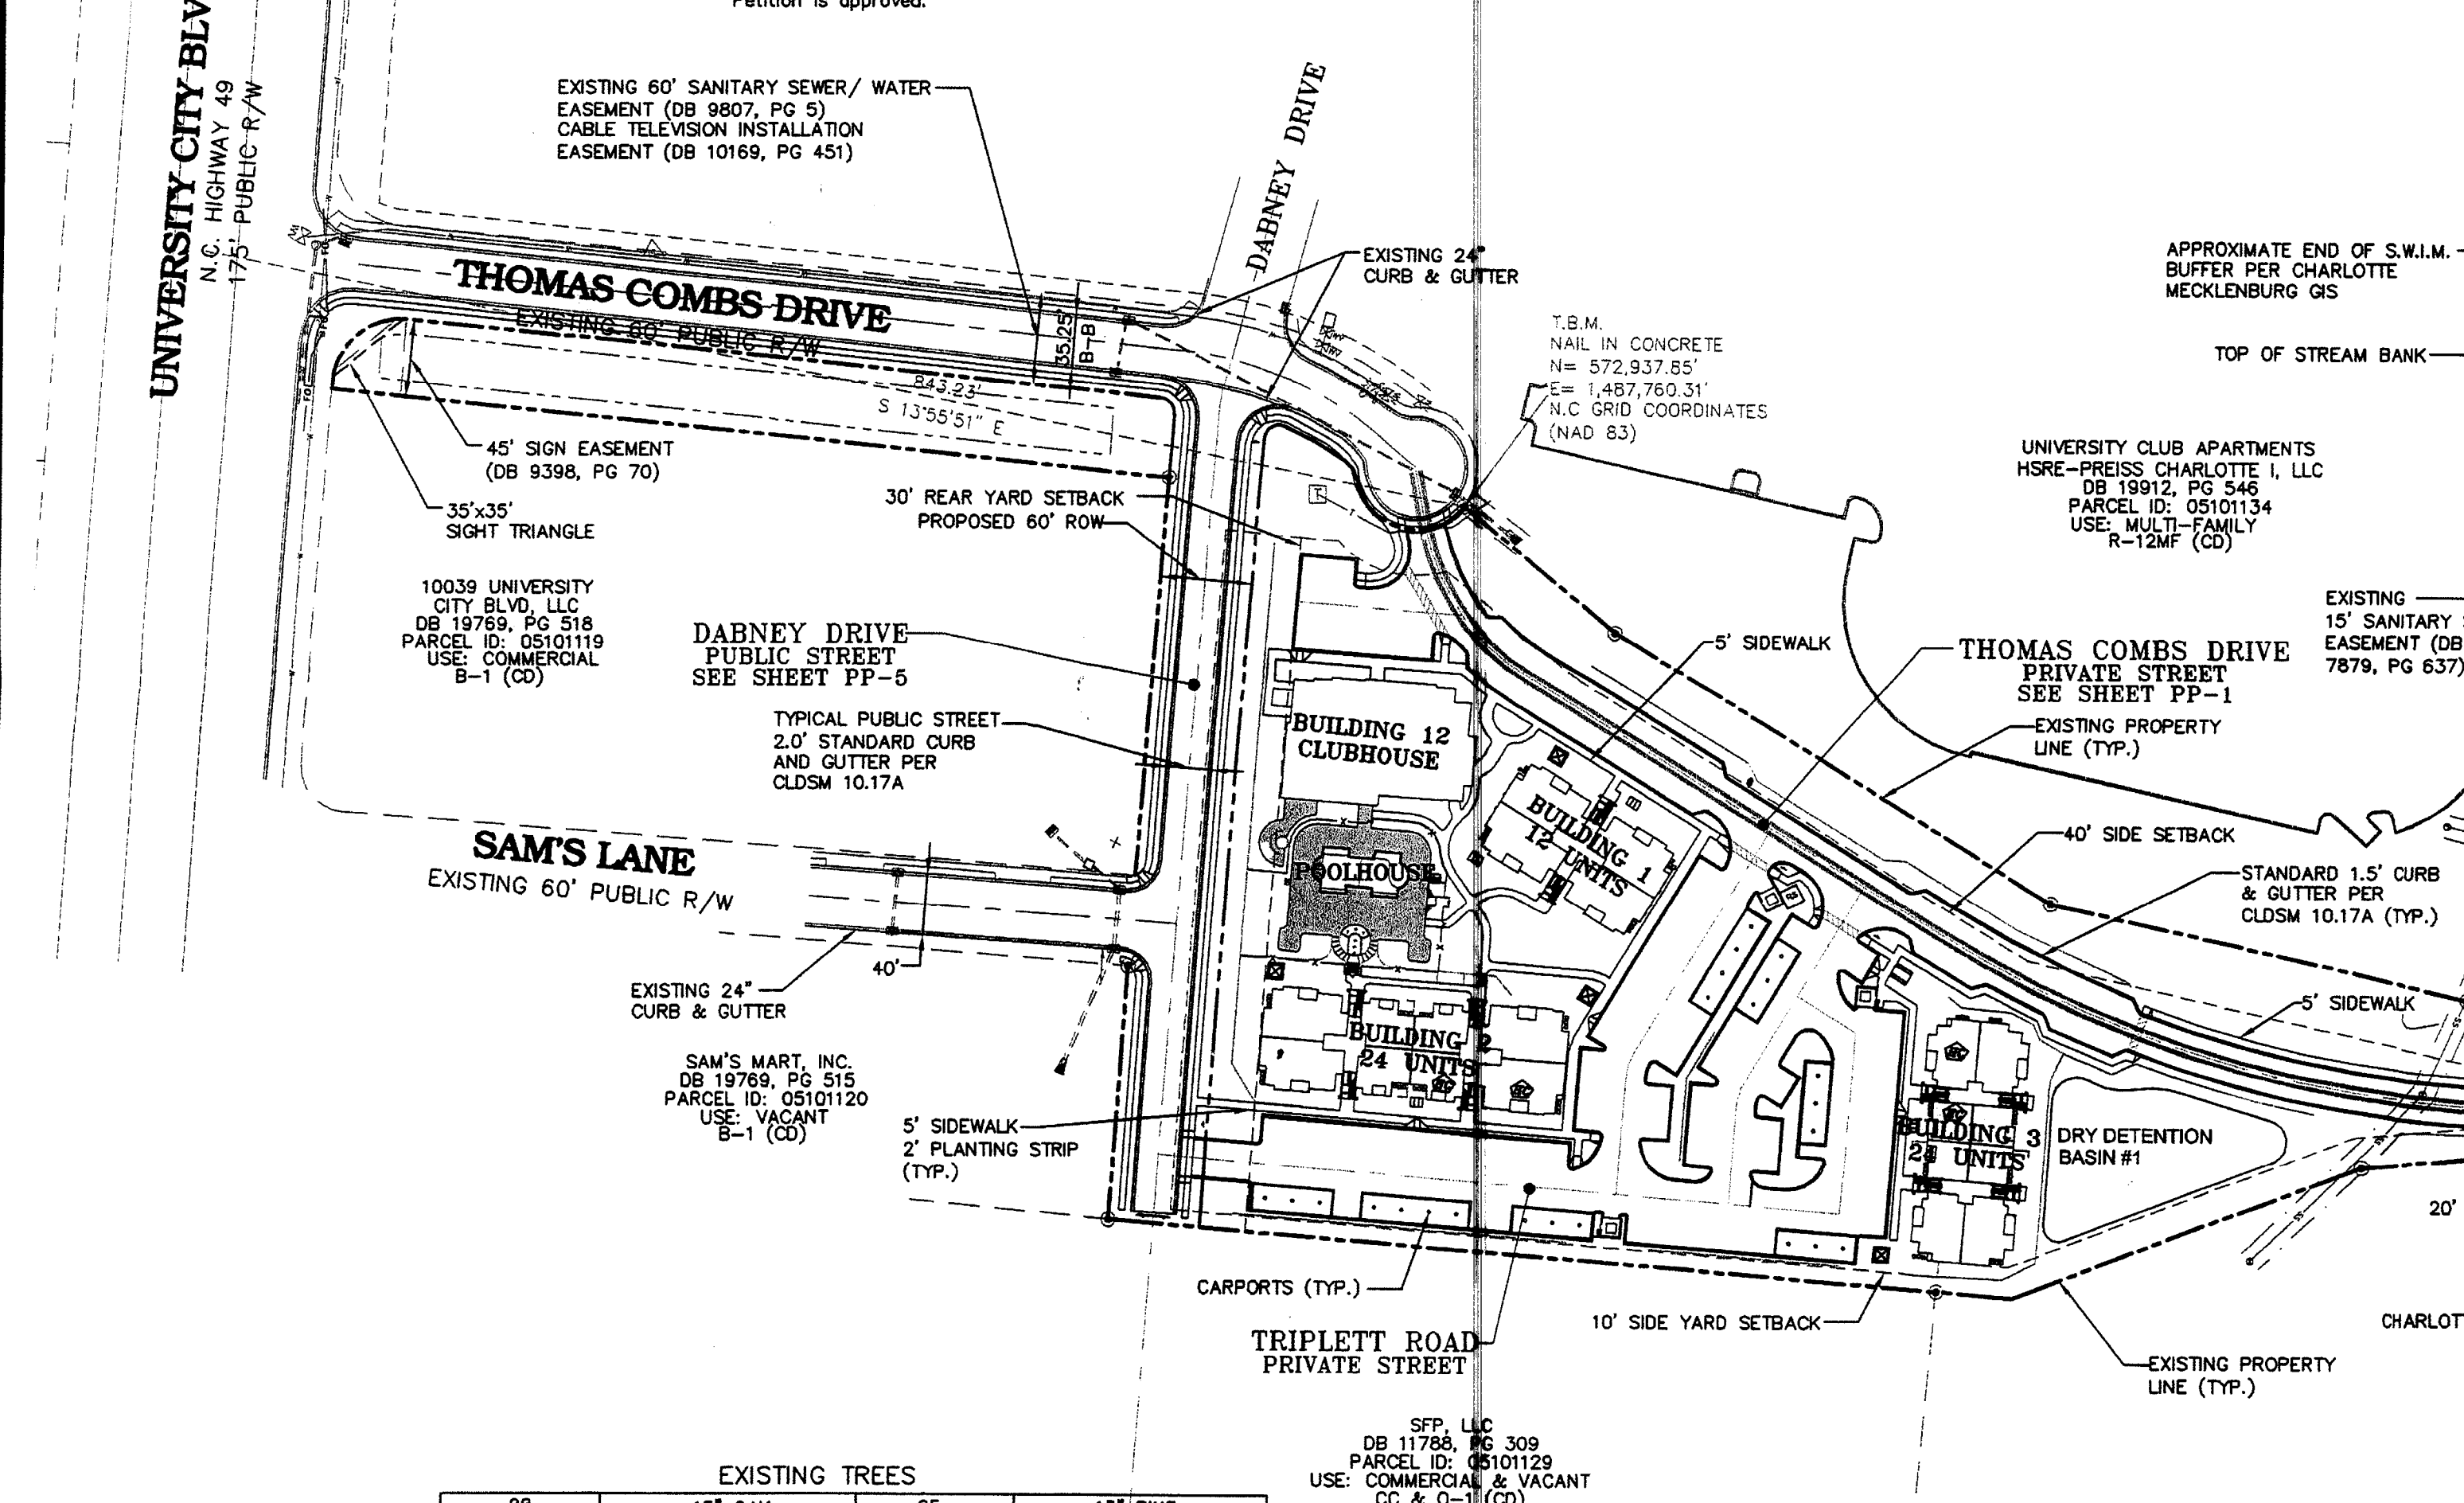 Petition is approved.
UNIVERSITY CITY BLV
N.C. HIGHWAY 49
175' PUBLIC R/W
EXISTING 60' SANITARY SEWER/ WATER
EASEMENT (DB 9807, PG 5)
CABLE TELEVISION INSTALLATION
EASEMENT (DB 10169, PG 451)
DABNEY DRIVE
EXISTING 24"
CURB & GUTTER
THOMAS COMBS DRIVE
EXISTING 60' PUBLIC R/W
35.25'
B-B
843.23'
S 13°55'51" E
T.B.M.
NAIL IN CONCRETE
N= 572,937.85'
E= 1,487,760.31'
N.C GRID COORDINATES
(NAD 83)
APPROXIMATE END OF S.W.I.M.
BUFFER PER CHARLOTTE
MECKLENBURG GIS
TOP OF STREAM BANK
UNIVERSITY CLUB APARTMENTS
HSRE-PREISS CHARLOTTE I, LLC
DB 19912, PG 546
PARCEL ID: 05101134
USE: MULTI-FAMILY
R-12MF (CD)
45' SIGN EASEMENT
(DB 9398, PG 70)
35'x35'
SIGHT TRIANGLE
30' REAR YARD SETBACK
PROPOSED 60' ROW
10039 UNIVERSITY
CITY BLVD, LLC
DB 19769, PG 518
PARCEL ID: 05101119
USE: COMMERCIAL
B-1 (CD)
DABNEY DRIVE
PUBLIC STREET
SEE SHEET PP-5
TYPICAL PUBLIC STREET
2.0' STANDARD CURB
AND GUTTER PER
CLDSM 10.17A
5' SIDEWALK
THOMAS COMBS DRIVE
PRIVATE STREET
SEE SHEET PP-1
EXISTING
15' SANITARY
EASEMENT (DB
7879, PG 637)
EXISTING PROPERTY
LINE (TYP.)
BUILDING 12
CLUBHOUSE
BUILDING 1
12 UNITS
POOLHOUSE
40' SIDE SETBACK
STANDARD 1.5' CURB
& GUTTER PER
CLDSM 10.17A (TYP.)
SAM'S LANE
EXISTING 60' PUBLIC R/W
40'
EXISTING 24"
CURB & GUTTER
5' SIDEWALK
BUILDING 2
24 UNITS
SAM'S MART, INC.
DB 19769, PG 515
PARCEL ID: 05101120
USE: VACANT
B-1 (CD)
5' SIDEWALK
2' PLANTING STRIP
(TYP.)
BUILDING 3
24 UNITS
DRY DETENTION
BASIN #1
20'
CARPORTS (TYP.)
10' SIDE YARD SETBACK
CHARLOT
TRIPLETT ROAD
PRIVATE STREET
EXISTING PROPERTY
LINE (TYP.)
SFP, LLC
DB 11788, PG 309
PARCEL ID: 05101129
USE: COMMERCIAL & VACANT
CC & O-1 (CD)
EXISTING TREES